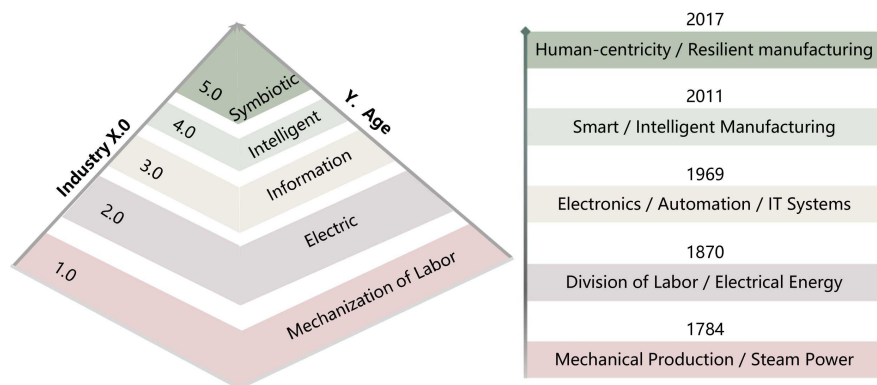 Industry X.0
Y. Age
5.0
Symbiotic
4.0
Intelligent
3.0
Information
2.0
Electric
1.0
Mechanization of Labor
2017
Human-centricity / Resilient manufacturing
2011
Smart / Intelligent Manufacturing
1969
Electronics / Automation / IT Systems
1870
Division of Labor / Electrical Energy
1784
Mechanical Production / Steam Power